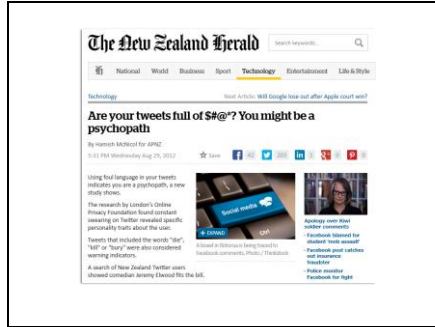 The New Zealand Herald
Search keywords...
National World Business Sport Technology Entertainment Life & Style
Technology
Next Article: Will Google lose out after Apple court win?
Are your tweets full of $#@*? You might be a
psychopath
By Hamish McNicol for APNZ
5:31 PM Wednesday Aug 29, 2012
Save
Using foul language in your tweets
indicates you are a psychopath, a new
study shows.
The research by London's Online
Privacy Foundation found constant
swearing on Twitter revealed specific
personality traits about the user.
Tweets that included the words "die",
"kill" or "bury" were also considered
warning indicators.
A search of New Zealand Twitter users
showed comedian Jeremy Elwood fits the bill.
Social media
Ctrl
+ EXPAND
Facebook comments. Photo / Thinkstock
Apology over Kiwi
soldier comments
Facebook blamed for
student 'mob assault'
Facebook post catches
out insurance
fraudster
Police monitor
Facebook for fight